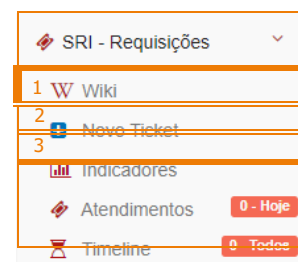 SRI - Requisições
1 W Wiki
2
Novo Ticket
3
Indicadores
Atendimentos 0 - Hoje
Timeline 0 - Todos